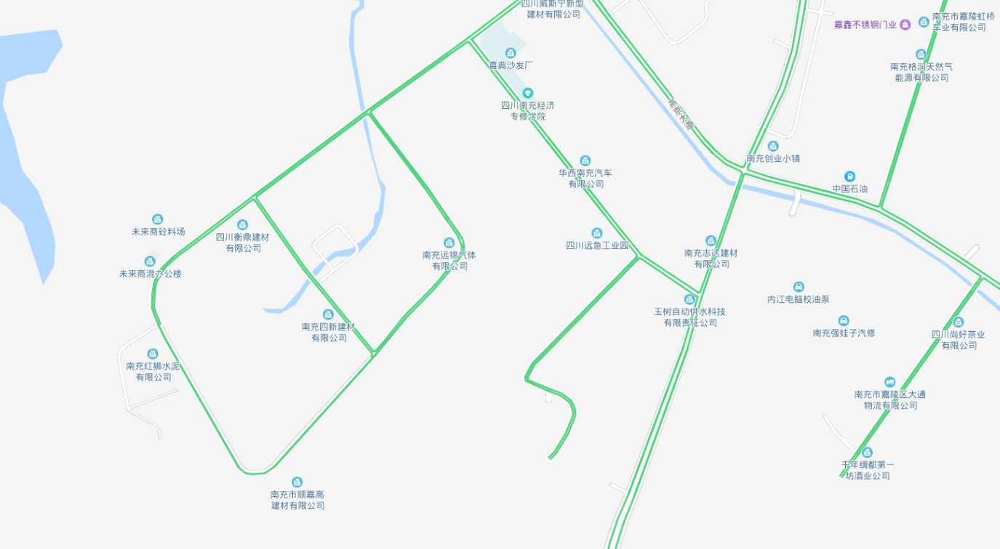 四川威斯宁新型
建材有限公司
南充市嘉陵虹桥
车业有限公司
嘉鑫不锈钢门业
喜典沙发厂
南充格润天然气
能源有限公司
四川南充经济
专修学院
南充创业小镇
华西南充汽车
有限公司
中国石油
未来商砼料场
四川衡鼎建材
有限公司
四川远急工业园
南充志达建材
有限公司
南充远锦气体
有限公司
未来商混办公楼
内江电脑校油泵
玉树自动供水科技
有限责任公司
南充四新建材
有限公司
南充强娃子汽修
四川尚好茶业
有限公司
南充红狮水泥
有限公司
南充市嘉陵区大通
物流有限公司
千年绸都第一
坊酒业公司
南充市顺嘉高
建材有限公司